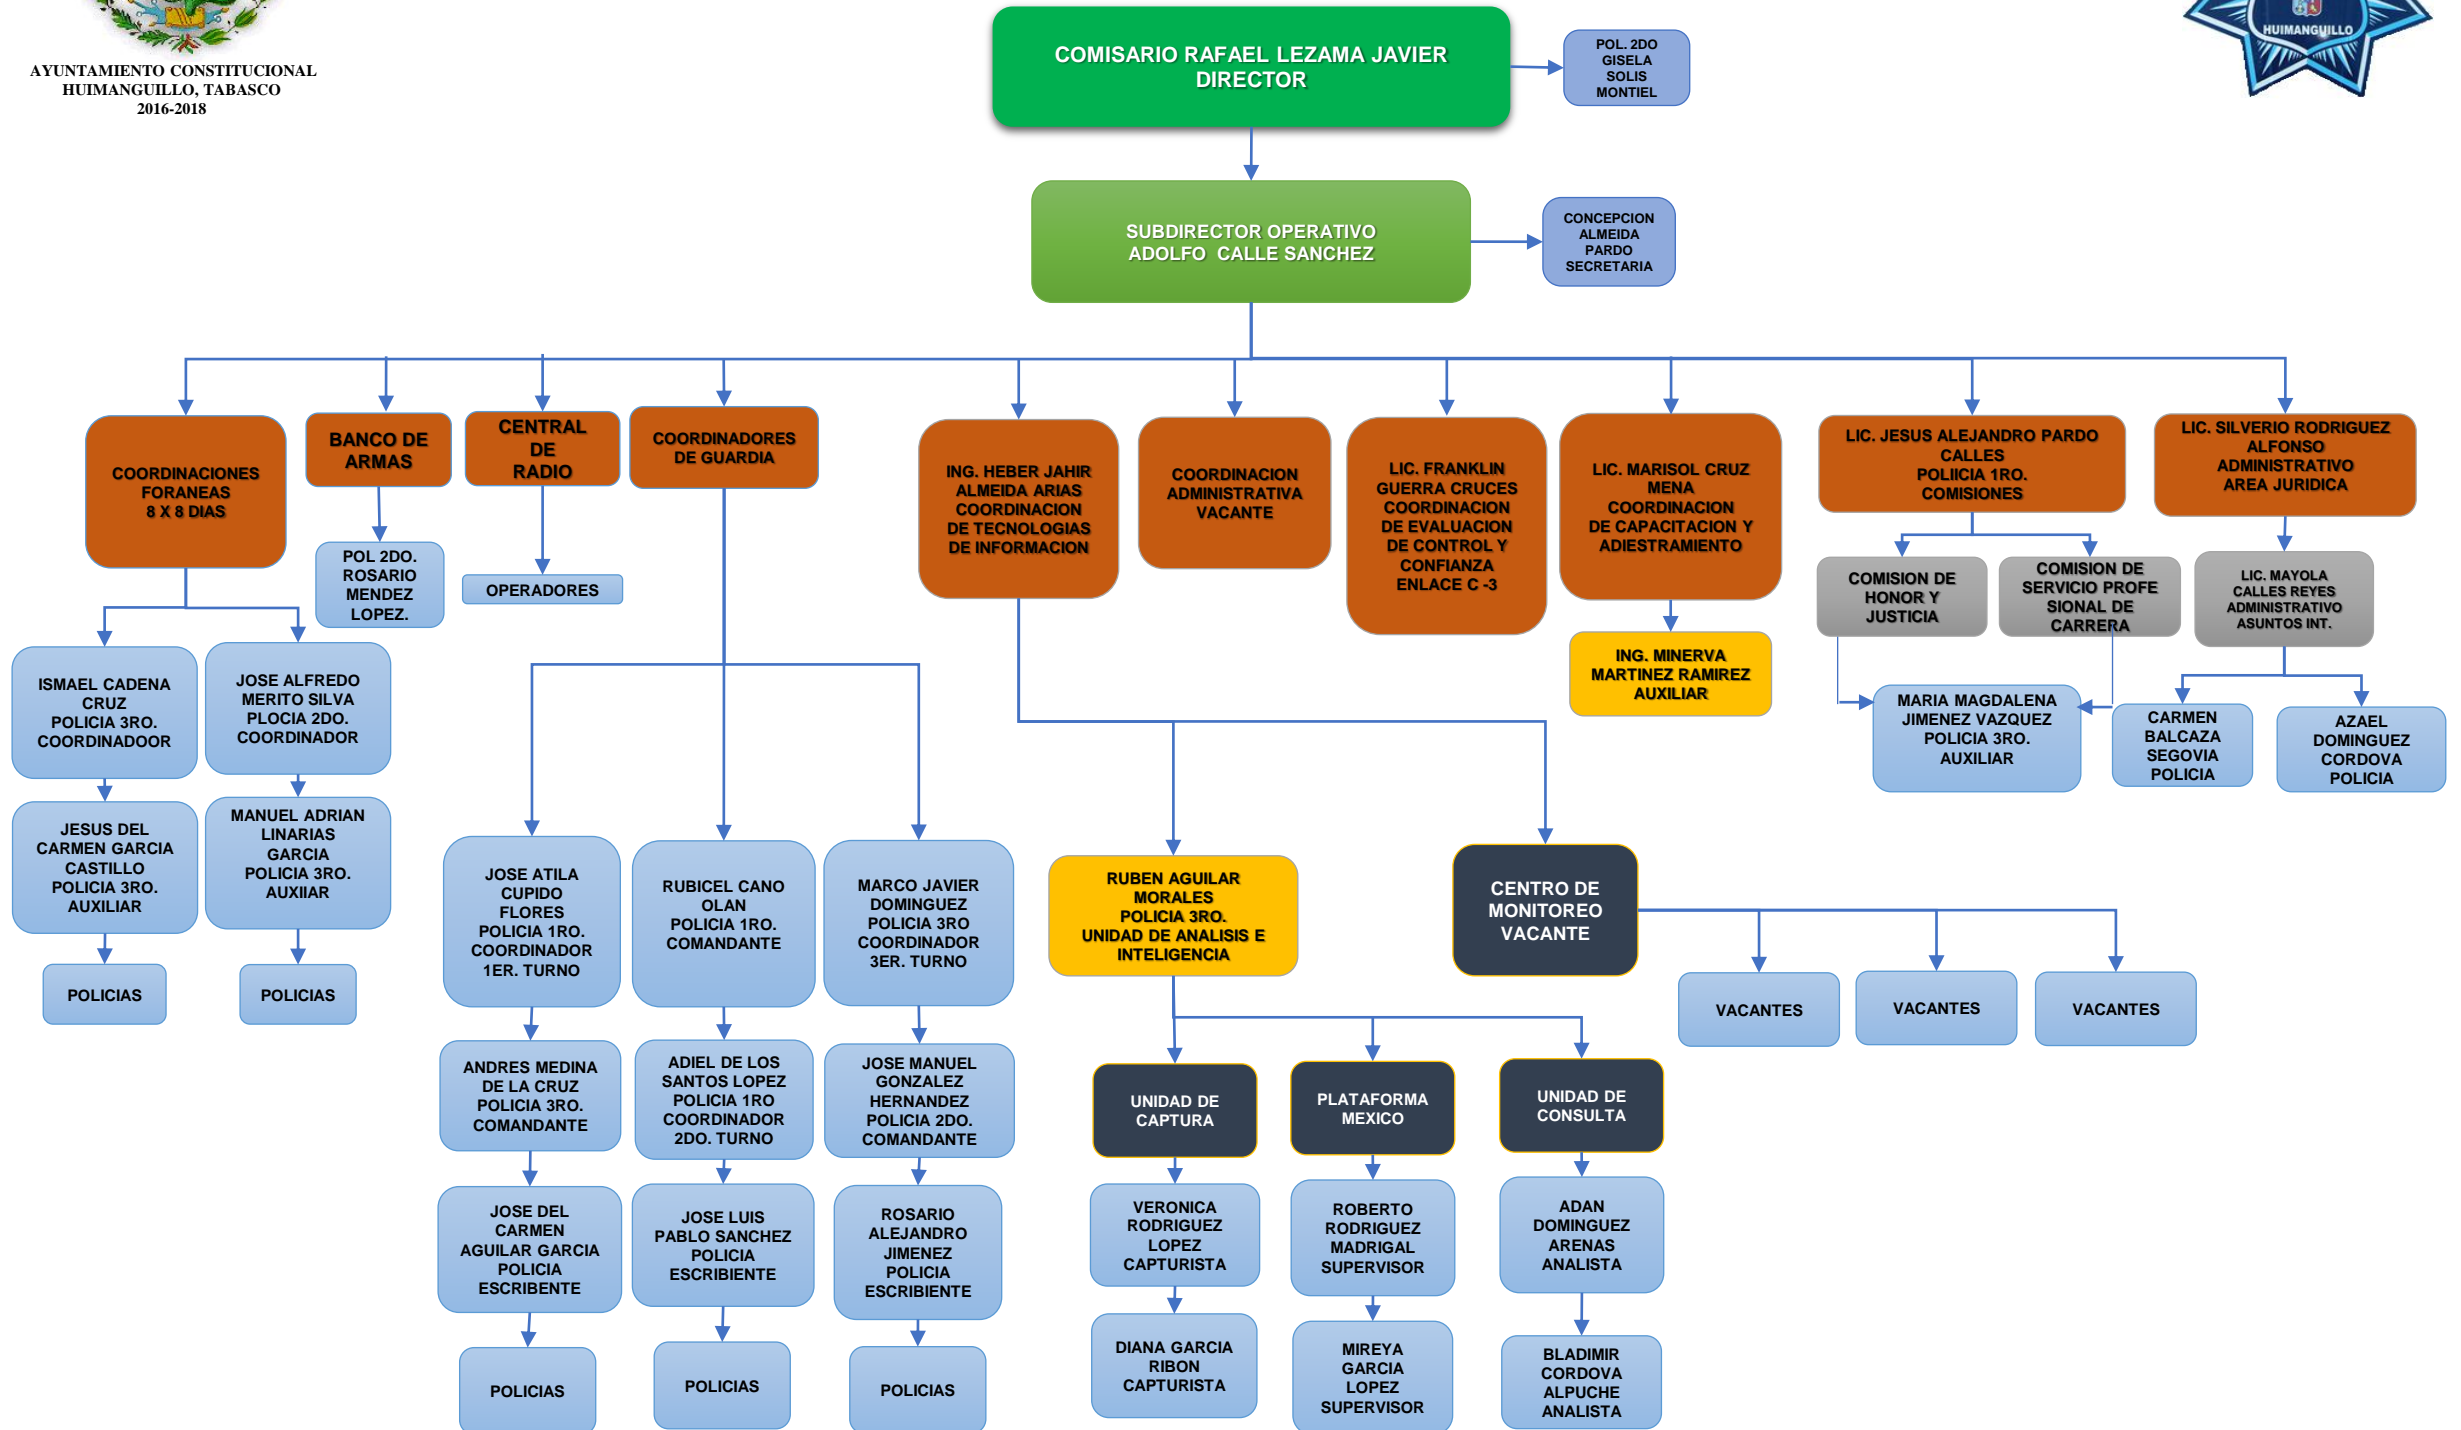 AYUNTAMIENTO CONSTITUCIONAL
HUIMANGUILLO, TABASCO
2016-2018
COMISARIO RAFAEL LEZAMA JAVIER
DIRECTOR
POL. 2DO
GISELA
SOLIS
MONTIEL
HUIMANGUILLO
SUBDIRECTOR OPERATIVO
ADOLFO CALLE SANCHEZ
CONCEPCION
ALMEIDA
PARDO
SECRETARIA
COORDINACIONES
FORANEAS
8 X 8 DIAS
BANCO DE
ARMAS
CENTRAL
DE
RADIO
COORDINADORES
DE GUARDIA
ING. HEBER JAHIR
ALMEIDA ARIAS
COORDINACION
DE TECNOLOGIAS
DE INFORMACION
COORDINACION
ADMINISTRATIVA
VACANTE
LIC. FRANKLIN
GUERRA CRUCES
COORDINACION
DE EVALUACION
DE CONTROL Y
CONFIANZA
ENLACE C -3
LIC. MARISOL CRUZ
MENA
COORDINACION
DE CAPACITACION Y
ADIESTRAMIENTO
LIC. JESUS ALEJANDRO PARDO
CALLES
POLIICIA 1RO.
COMISIONES
LIC. SILVERIO RODRIGUEZ
ALFONSO
ADMINISTRATIVO
AREA JURIDICA
POL 2DO.
ROSARIO
MENDEZ
LOPEZ.
OPERADORES
COMISION DE
HONOR Y
JUSTICIA
COMISION DE
SERVICIO PROFE
SIONAL DE
CARRERA
LIC. MAYOLA
CALLES REYES
ADMINISTRATIVO
ASUNTOS INT.
ING. MINERVA
MARTINEZ RAMIREZ
AUXILIAR
ISMAEL CADENA
CRUZ
POLICIA 3RO.
COORDINADOOR
JOSE ALFREDO
MERITO SILVA
PLOCIA 2DO.
COORDINADOR
MARIA MAGDALENA
JIMENEZ VAZQUEZ
POLICIA 3RO.
AUXILIAR
CARMEN
BALCAZA
SEGOVIA
POLICIA
AZAEL
DOMINGUEZ
CORDOVA
POLICIA
JESUS DEL
CARMEN GARCIA
CASTILLO
POLICIA 3RO.
AUXILIAR
MANUEL ADRIAN
LINARIAS
GARCIA
POLICIA 3RO.
AUXIIAR
JOSE ATILA
CUPIDO
FLORES
POLICIA 1RO.
COORDINADOR
1ER. TURNO
RUBICEL CANO
OLAN
POLICIA 1RO.
COMANDANTE
MARCO JAVIER
DOMINGUEZ
POLICIA 3RO
COORDINADOR
3ER. TURNO
RUBEN AGUILAR
MORALES
POLICIA 3RO.
UNIDAD DE ANALISIS E
INTELIGENCIA
CENTRO DE
MONITOREO
VACANTE
POLICIAS
POLICIAS
VACANTES
VACANTES
VACANTES
ANDRES MEDINA
DE LA CRUZ
POLICIA 3RO.
COMANDANTE
ADIEL DE LOS
SANTOS LOPEZ
POLICIA 1RO
COORDINADOR
2DO. TURNO
JOSE MANUEL
GONZALEZ
HERNANDEZ
POLICIA 2DO.
COMANDANTE
UNIDAD DE
CAPTURA
PLATAFORMA
MEXICO
UNIDAD DE
CONSULTA
JOSE DEL
CARMEN
AGUILAR GARCIA
POLICIA
ESCRIBENTE
JOSE LUIS
PABLO SANCHEZ
POLICIA
ESCRIBIENTE
ROSARIO
ALEJANDRO
JIMENEZ
POLICIA
ESCRIBIENTE
VERONICA
RODRIGUEZ
LOPEZ
CAPTURISTA
ROBERTO
RODRIGUEZ
MADRIGAL
SUPERVISOR
ADAN
DOMINGUEZ
ARENAS
ANALISTA
POLICIAS
POLICIAS
POLICIAS
DIANA GARCIA
RIBON
CAPTURISTA
MIREYA
GARCIA
LOPEZ
SUPERVISOR
BLADIMIR
CORDOVA
ALPUCHE
ANALISTA